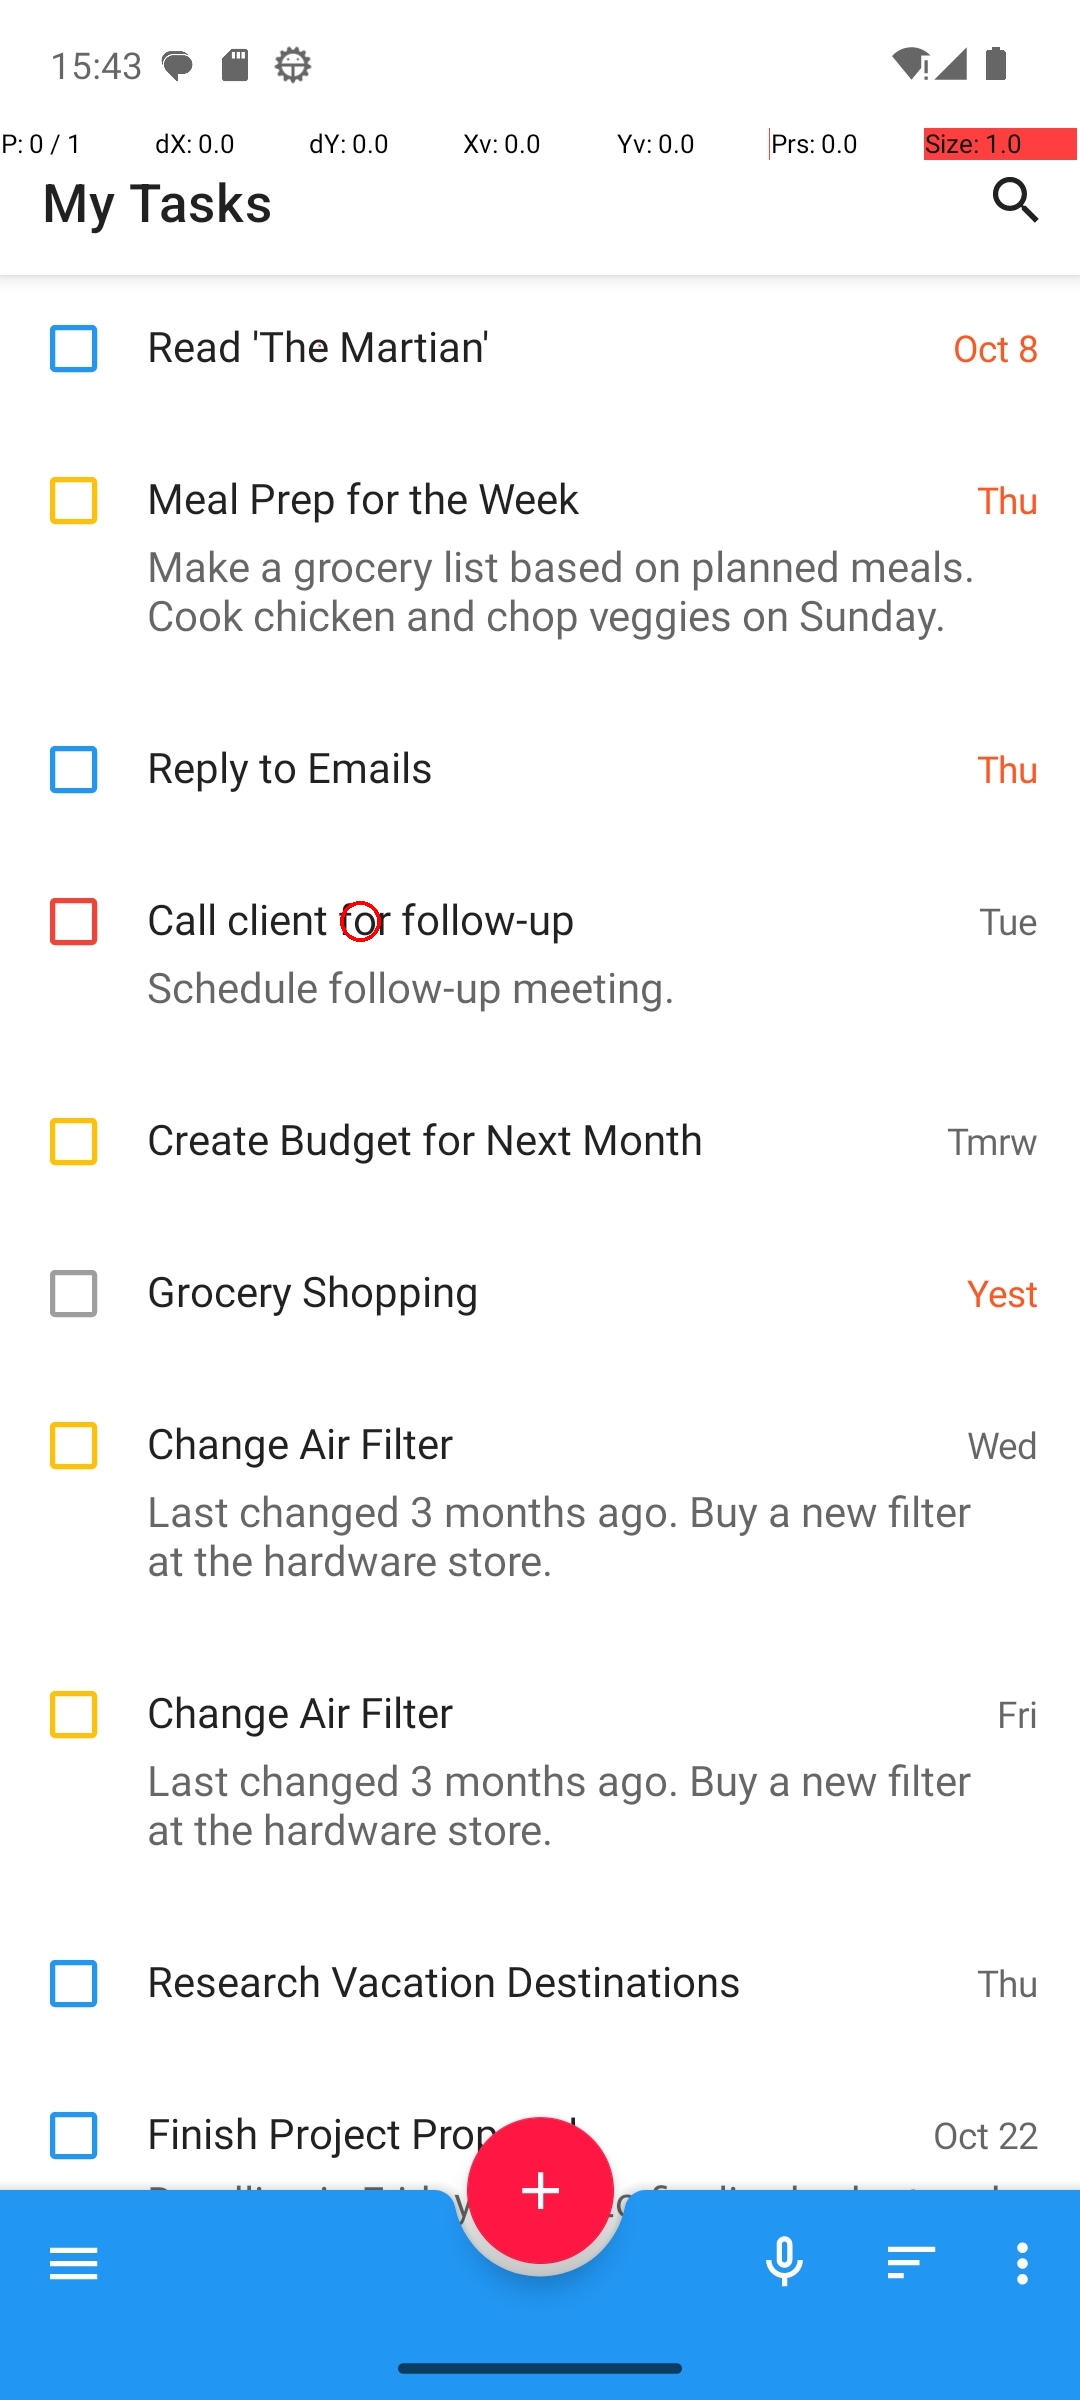 15:43
P: 0 / 1 dX: 0.0 dY: 0.0 Xv: 0.0 Yv: 0.0 Prs: 0.0 Size: 1.0
My Tasks
Read 'The Martian' Oct 8
Meal Prep for the Week Thu
Make a grocery list based on planned meals.
Cook chicken and chop veggies on Sunday.
Reply to Emails Thu
Call client for follow-up Tue
Schedule follow-up meeting.
Create Budget for Next Month Tmrw
Grocery Shopping Yest
Change Air Filter Wed
Last changed 3 months ago. Buy a new filter
at the hardware store.
Change Air Filter Fri
Last changed 3 months ago. Buy a new filter
at the hardware store.
Research Vacation Destinations Thu
Finish Project Oct 22